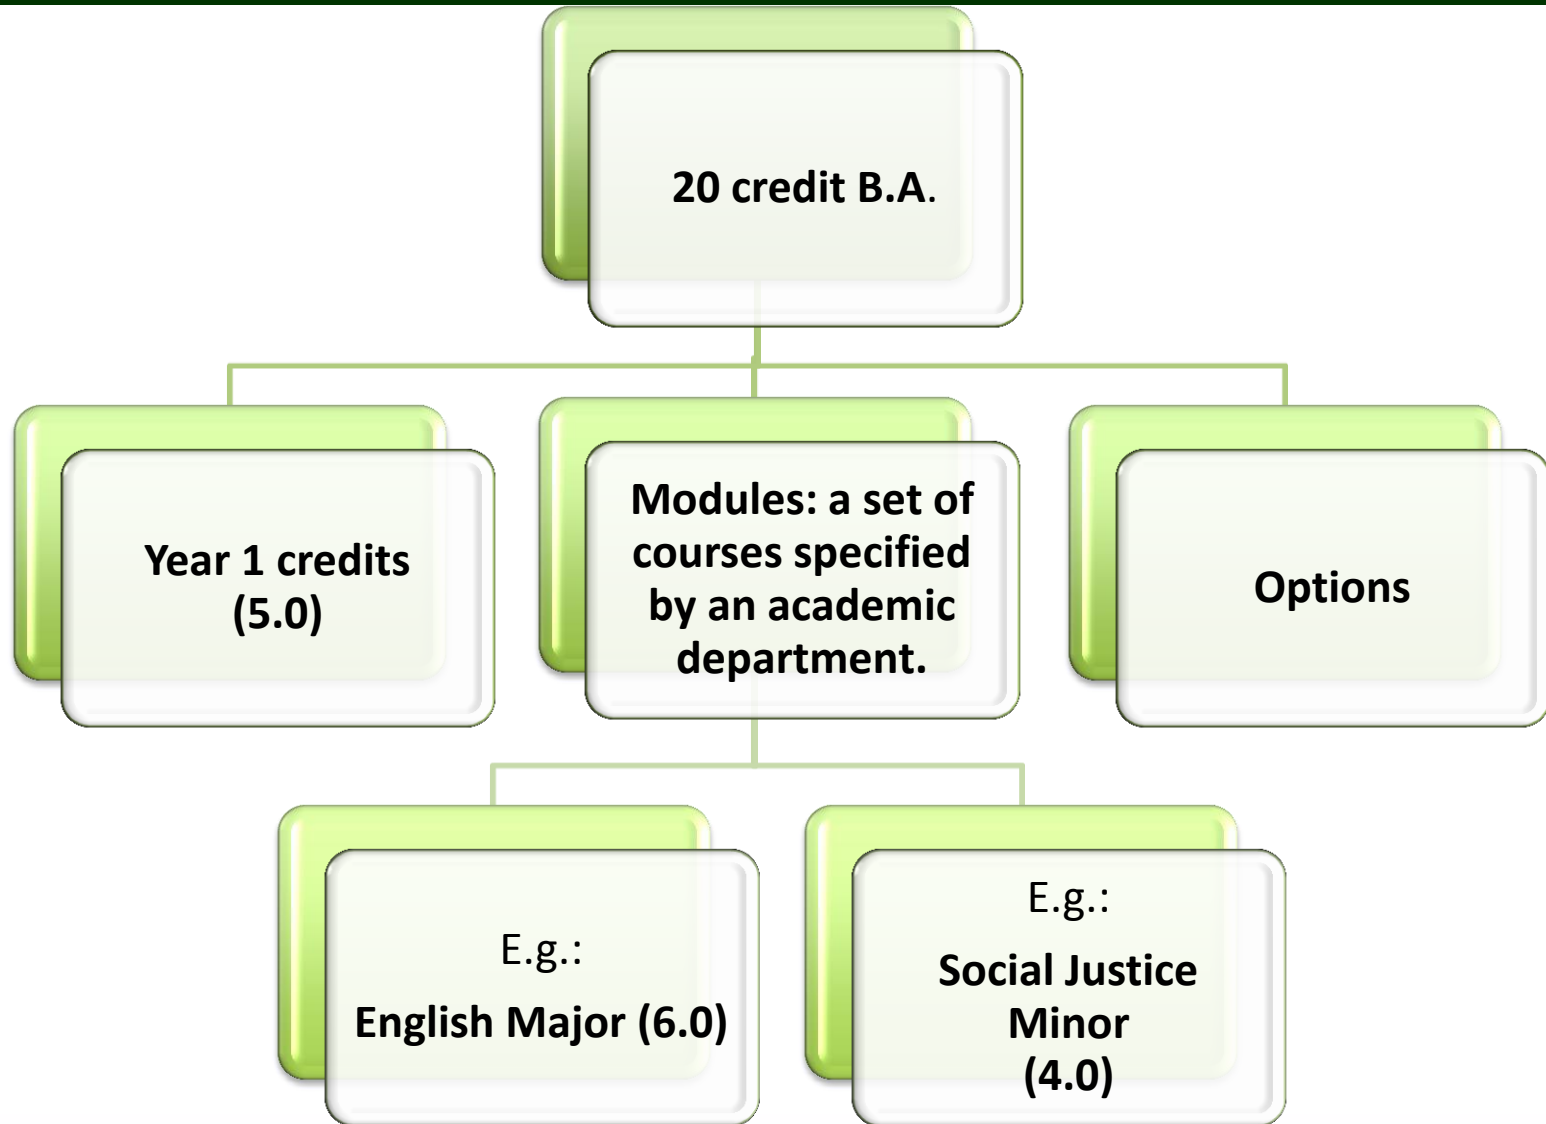 20 credit B.A.
Year 1 credits
(5.0)
Modules: a set of
courses specified
by an academic
department.
Options
E.g.:
English Major (6.0)
E.g.:
Social Justice
Minor
(4.0)